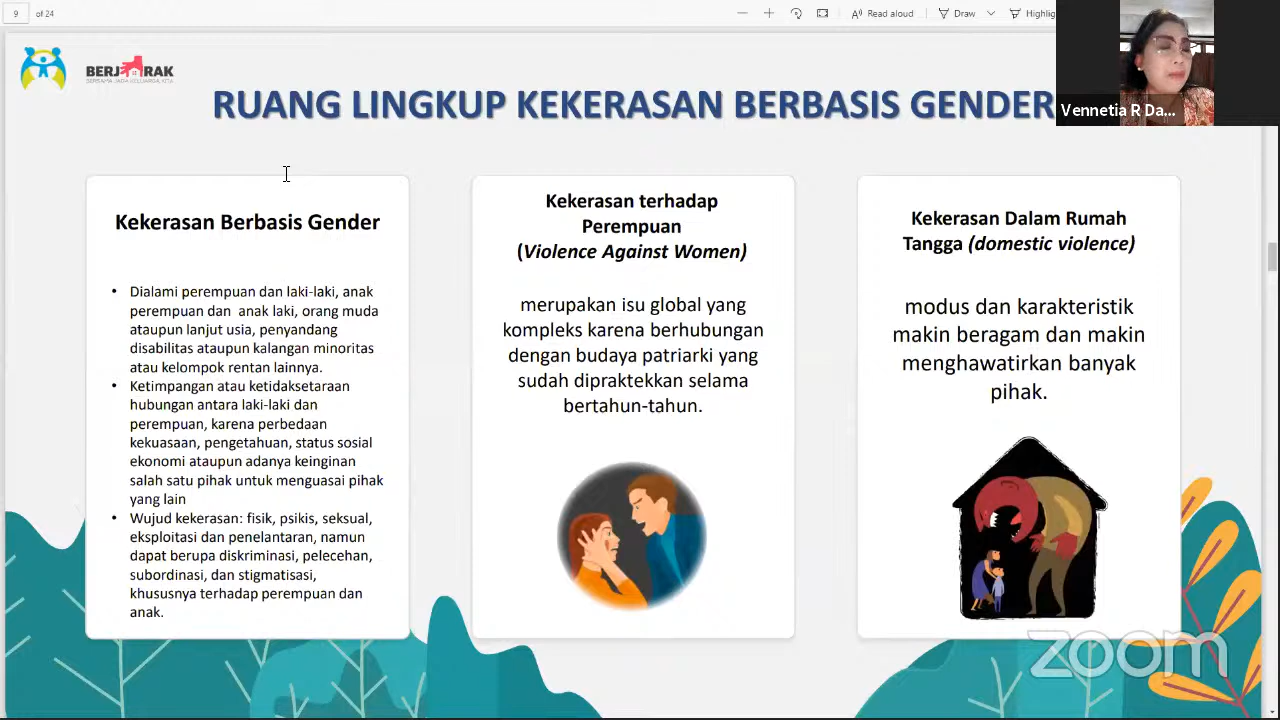 9 of 24
Read aloud
Draw
Highlig
BERJARAK
BERSAMA JAGA KELUARGA KITA
Vennetia R Da...
RUANG LINGKUP KEKERASAN BERBASIS GENDER
Kekerasan Berbasis Gender
• Dialami perempuan dan laki-laki, anak
perempuan dan anak laki, orang muda
ataupun lanjut usia, penyandang
disabilitas ataupun kalangan minoritas
atau kelompok rentan lainnya.
• Ketimpangan atau ketidaksetaraan
hubungan antara laki-laki dan
perempuan, karena perbedaan
kekuasaan, pengetahuan, status sosial
ekonomi ataupun adanya keinginan
salah satu pihak untuk menguasai pihak
yang lain
• Wujud kekerasan: fisik, psikis, seksual,
eksploitasi dan penelantaran, namun
dapat berupa diskriminasi, pelecehan,
subordinasi, dan stigmatisasi,
khususnya terhadap perempuan dan
anak.
Kekerasan terhadap
Perempuan
(Violence Against Women)
merupakan isu global yang
kompleks karena berhubungan
dengan budaya patriarki yang
sudah dipraktekkan selama
bertahun-tahun.
Kekerasan Dalam Rumah
Tangga (domestic violence)
modus dan karakteristik
makin beragam dan makin
menghawatirkan banyak
pihak.
zoom